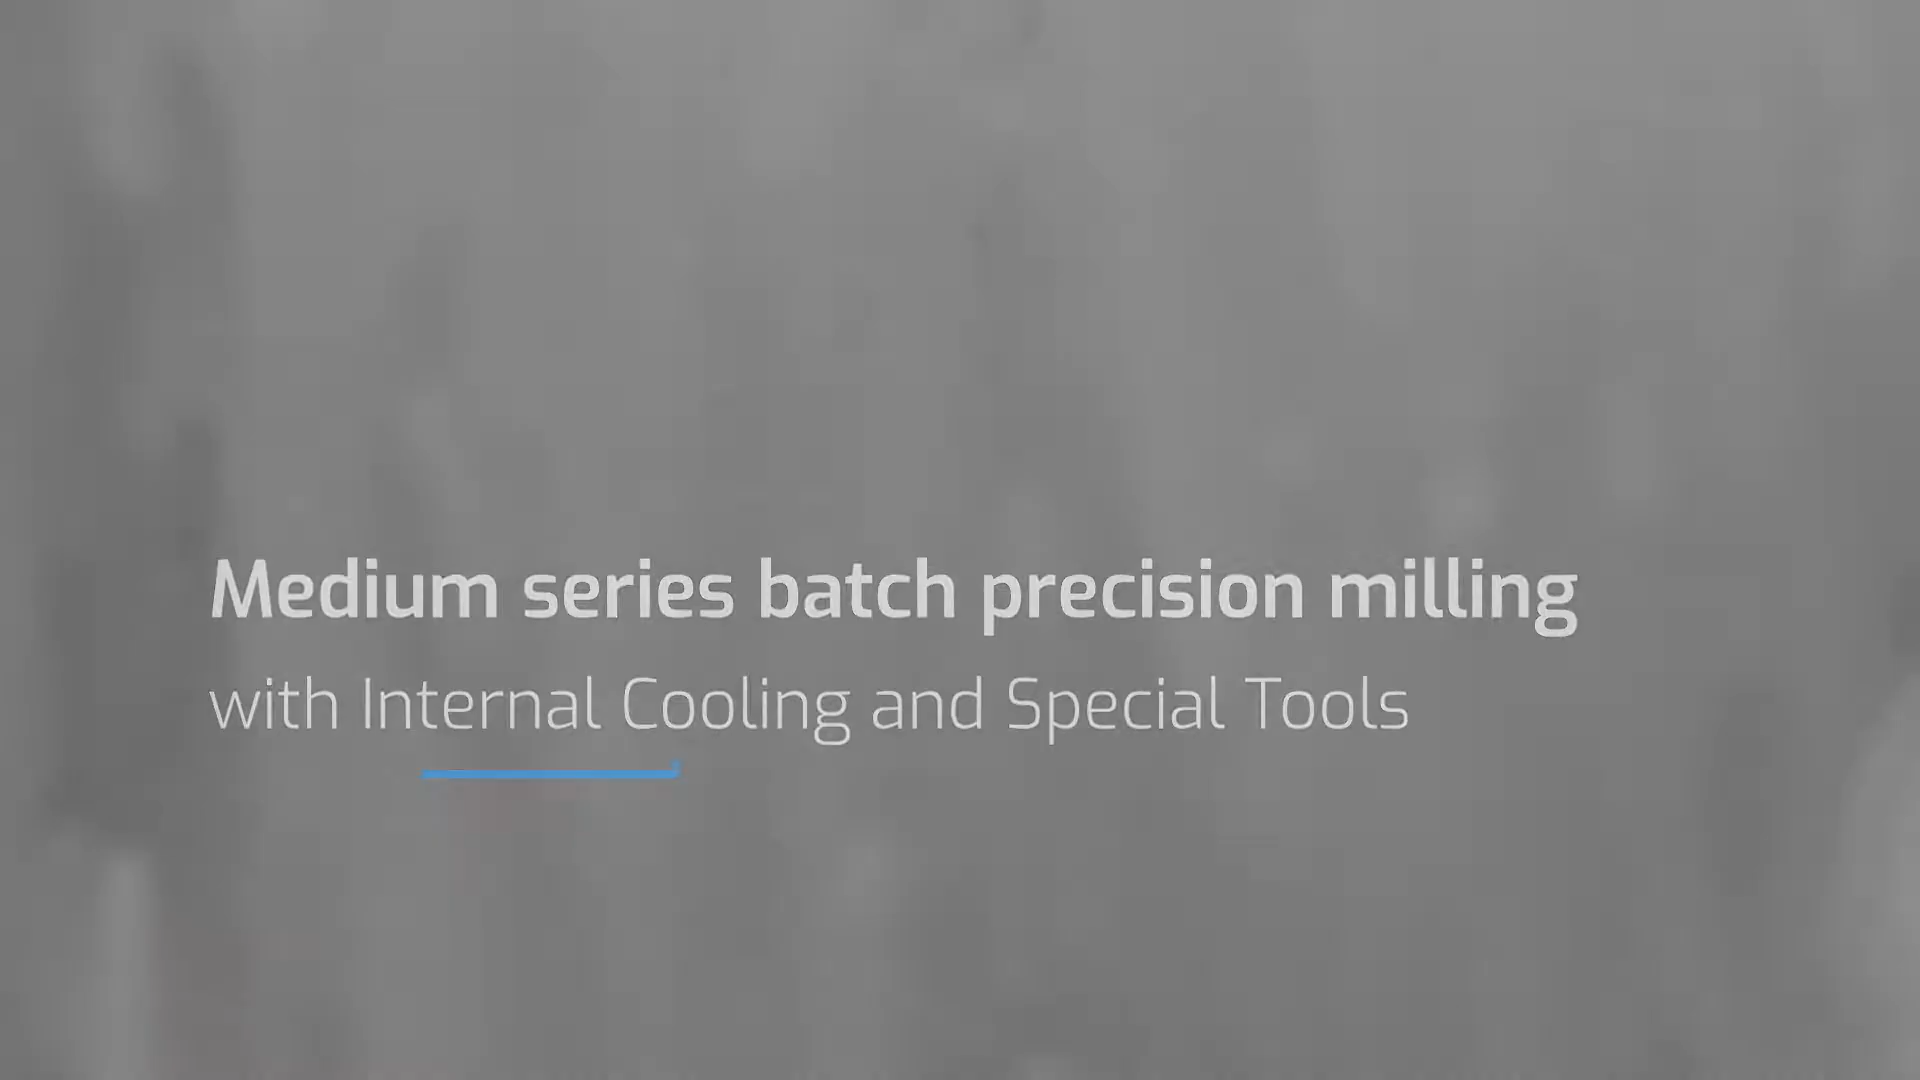 Medium series batch precision milling
with Internal Cooling and Special Tools